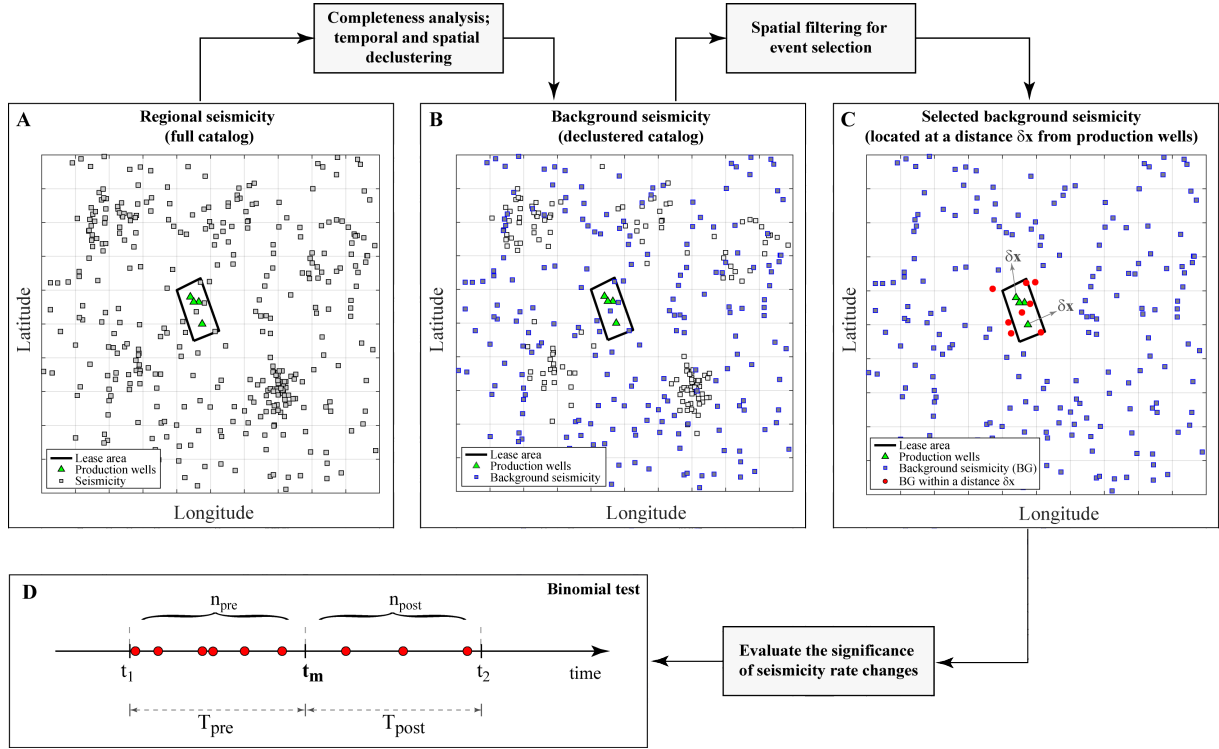 Completeness analysis;
temporal and spatial
declustering
Spatial filtering for
event selection
A
Regional seismicity
(full catalog)
Latitude
Lease area
Production wells
Seismicity
Longitude
B
Background seismicity
(declustered catalog)
Latitude
Lease area
Production wells
Background seismicity
Longitude
C
Selected background seismicity
(located at a distance δx from production wells)
δx
δx
Latitude
Lease area
Production wells
Background seismicity (BG)
BG within a distance δx
Longitude
D
Binomial test
n_pre
n_post
t_1
t_m
t_2
time
T_pre
T_post
Evaluate the significance
of seismicity rate changes